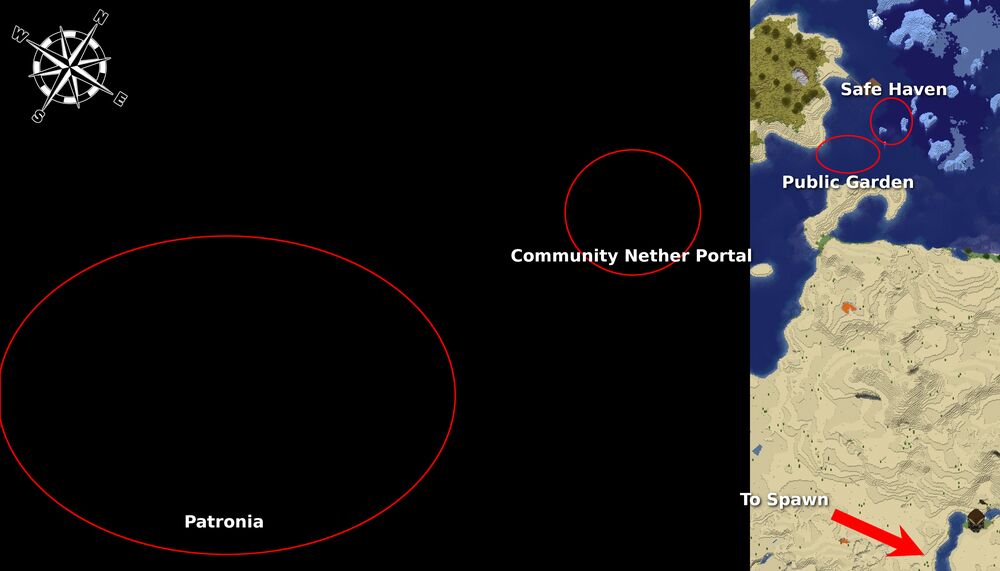 N
W
E
S
Safe Haven
Public Garden
Community Nether Portal
To Spawn
Patronia